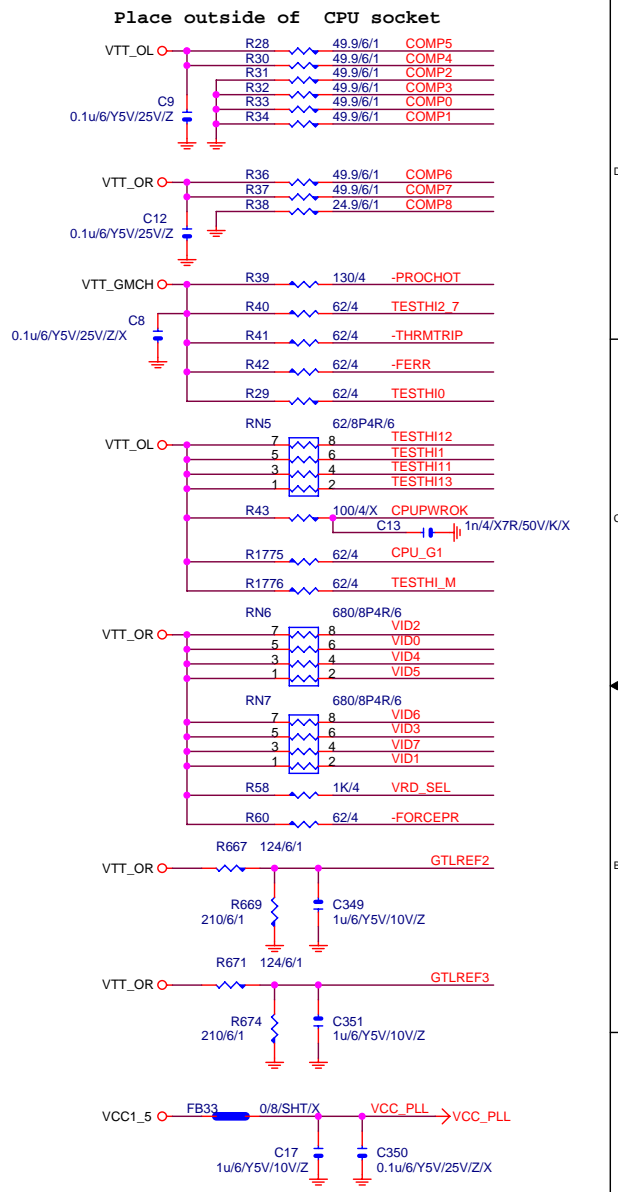 Place outside of CPU socket
VTT_OL R28 49.9/6/1 COMP5
R30 49.9/6/1 COMP4
R31 49.9/6/1 COMP2
R32 49.9/6/1 COMP3
C9 R33 49.9/6/1 COMP0
0.1u/6/Y5V/25V/Z R34 49.9/6/1 COMP1
VTT_OR R36 49.9/6/1 COMP6
R37 49.9/6/1 COMP7
R38 24.9/6/1 COMP8
C12
0.1u/6/Y5V/25V/Z
VTT_GMCH R39 130/4 -PROCHOT
R40 62/4 TESTHI2_7
C8
0.1u/6/Y5V/25V/Z/X R41 62/4 -THRMTRIP
R42 62/4 -FERR
R29 62/4 TESTHI0
RN5 62/8P4R/6
VTT_OL 7 8 TESTHI12
5 6 TESTHI1
3 4 TESTHI11
1 2 TESTHI13
R43 100/4/X CPUPWROK
C13 1n/4/X7R/50V/K/X
R1775 62/4 CPU_G1
R1776 62/4 TESTHI_M
RN6 680/8P4R/6
VTT_OR 7 8 VID2
5 6 VID0
3 4 VID4
1 2 VID5
RN7 680/8P4R/6
7 8 VID6
5 6 VID3
3 4 VID7
1 2 VID1
R58 1K/4 VRD_SEL
R60 62/4 -FORCEPR
R667 124/6/1
VTT_OR GTLREF2
R669 C349
210/6/1 1u/6/Y5V/10V/Z
R671 124/6/1
VTT_OR GTLREF3
R674 C351
210/6/1 1u/6/Y5V/10V/Z
VCC1_5 FB33 0/8/SHT/X VCC_PLL VCC_PLL
C17 C350
1u/6/Y5V/10V/Z 0.1u/6/Y5V/25V/Z/X
D
C
B